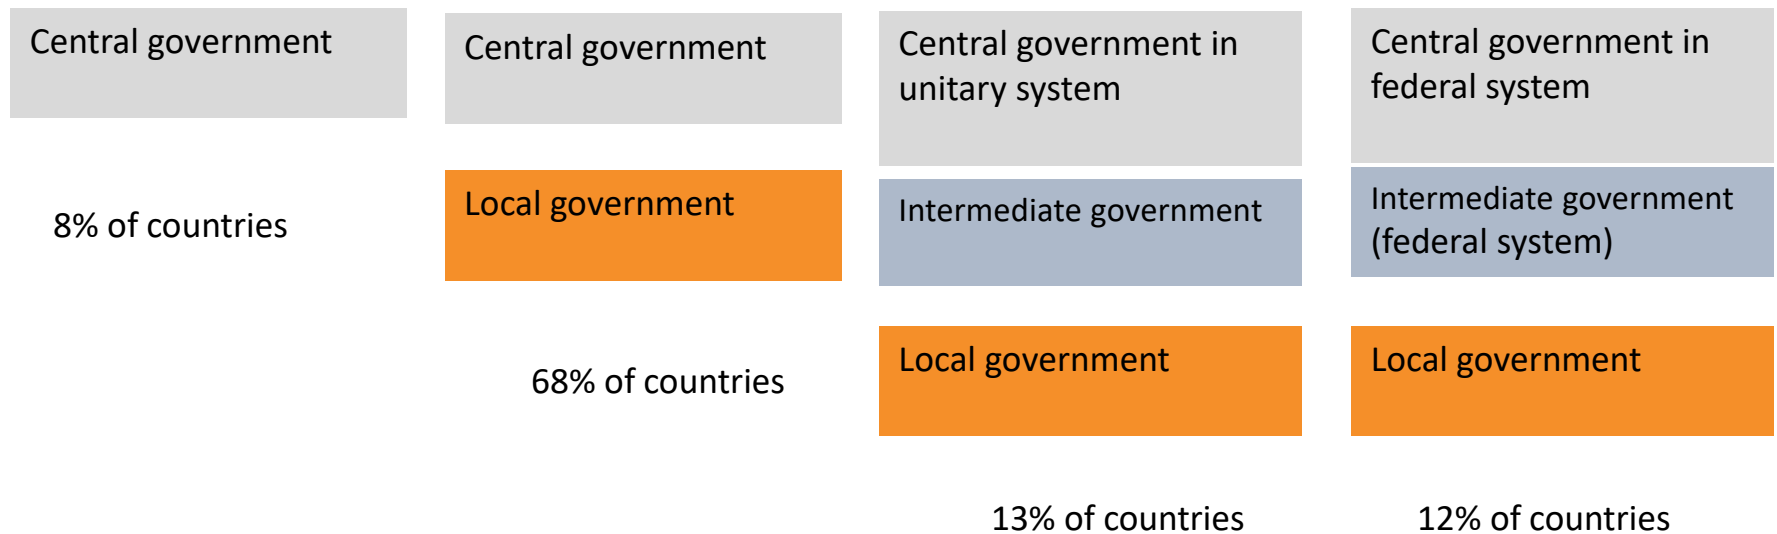 Central government
8% of countries
Central government
Local government
68% of countries
Central government in
unitary system
Intermediate government
Local government
13% of countries
Central government in
federal system
Intermediate government
(federal system)
Local government
12% of countries